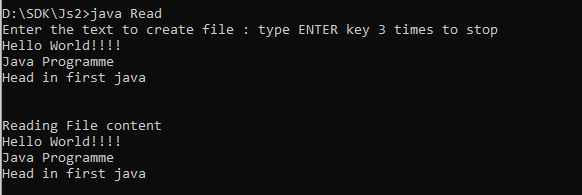 D:\SDK\Js2>java Read
Enter the text to create file : type ENTER key 3 times to stop
Hello World!!!!
Java Programme
Head in first java
Reading File content
Hello World!!!!
Java Programme
Head in first java